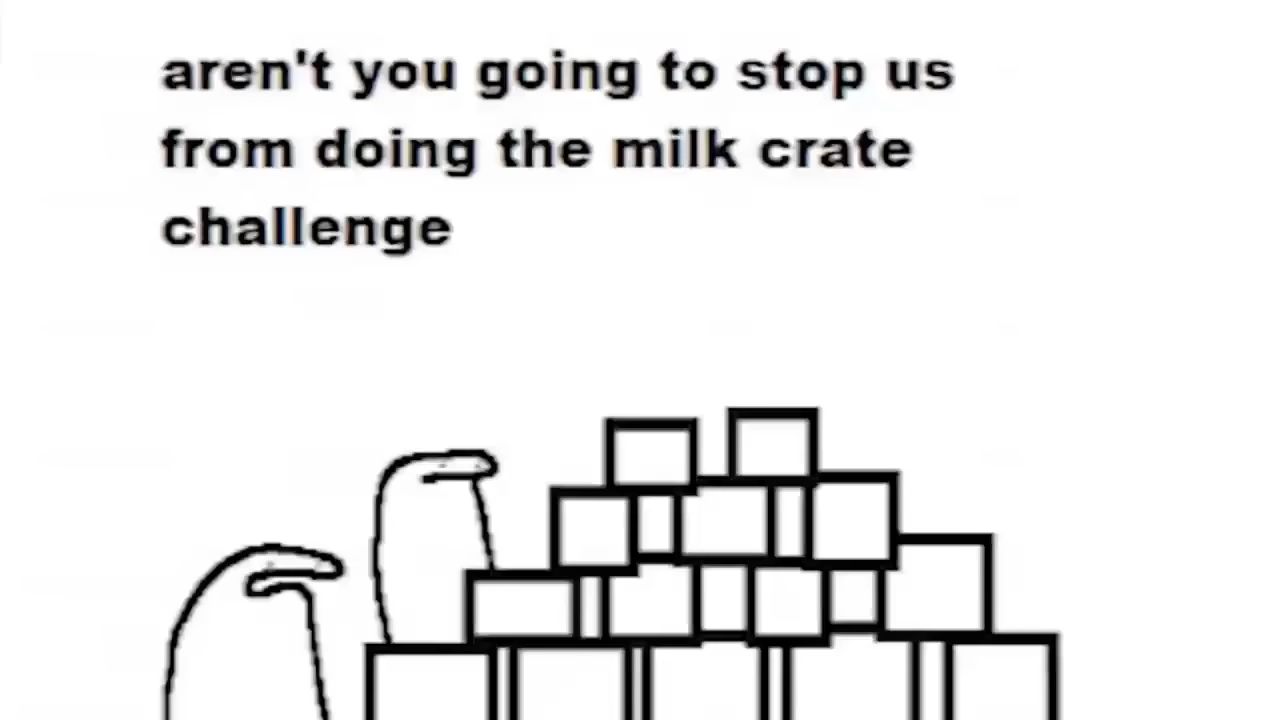 aren't you going to stop us
from doing the milk crate
challenge